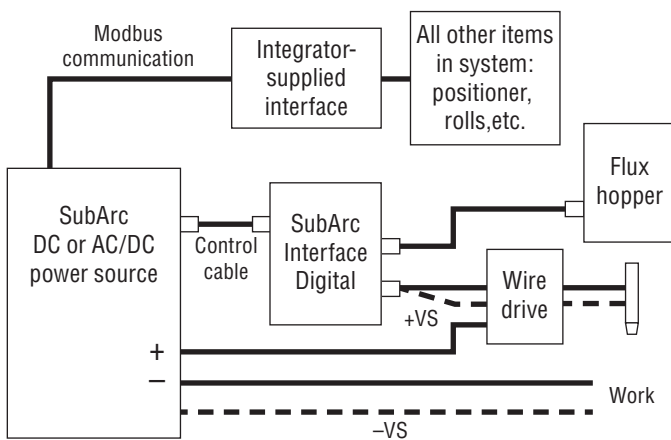 Modbus
communication
Integrator-
supplied
interface
All other items
in system:
positioner,
rolls,etc.
Flux
hopper
SubArc
DC or AC/DC
power source
Control
cable
SubArc
Interface
Digital
+VS
Wire
drive
+
–
Work
–VS